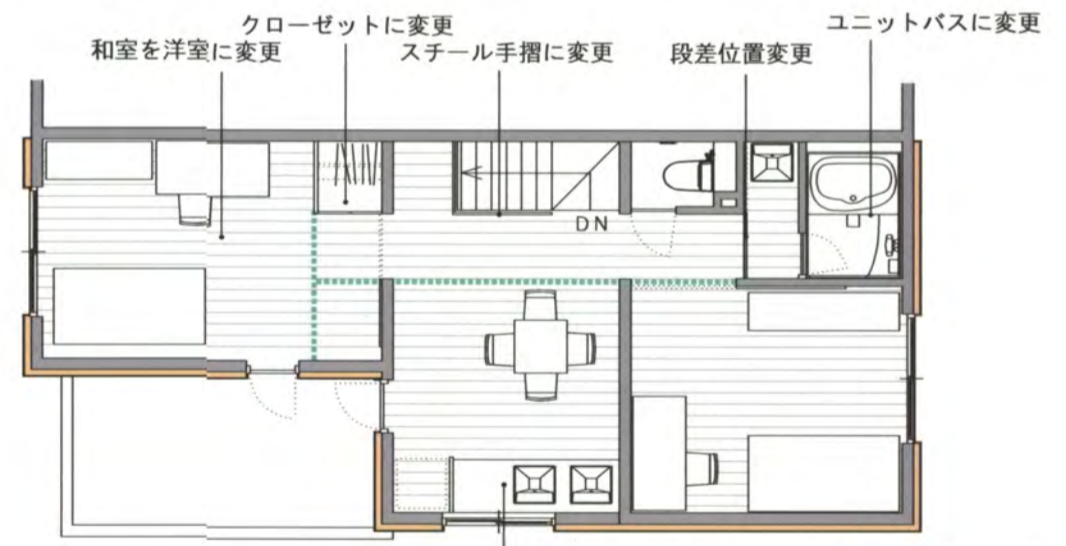 クローゼットに変更
ユニットバスに変更
和室を洋室に変更
スチール手摺に変更
段差位置変更
DN